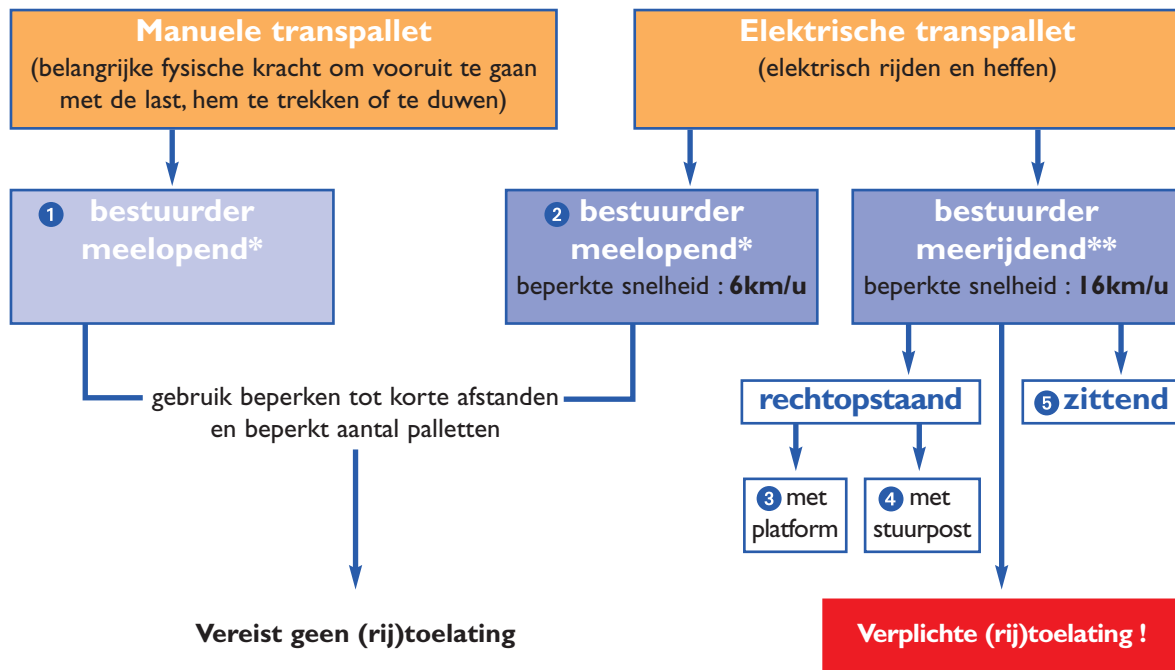 Manuele transpallet
(belangrijke fysische kracht om vooruit te gaan
met de last, hem te trekken of te duwen)
Elektrische transpallet
(elektrisch rijden en heffen)
1 bestuurder
meelopend*
2 bestuurder
meelopend*
beperkte snelheid : 6km/u
bestuurder
meerijdend**
beperkte snelheid : 16km/u
gebruik beperken tot korte afstanden
en beperkt aantal palletten
rechtopstaand
5 zittend
3 met
platform
4 met
stuurpost
Vereist geen (rij)toelating
Verplichte (rij)toelating !